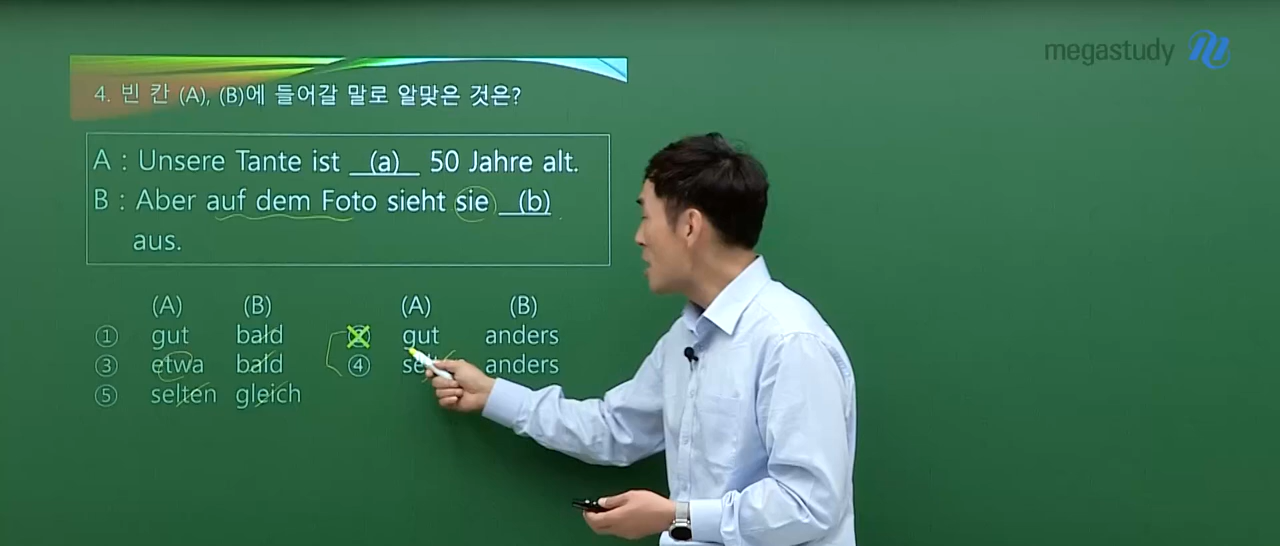 megastudy
4. 빈 칸 (A), (B)에 들어갈 말로 알맞은 것은?
A : Unsere Tante ist (a) 50 Jahre alt.
B : Aber auf dem Foto sieht sie (b)
aus.
(A) (B) (A) (B)
① gut bald ② gut anders
③ etwa bald ④ anders
⑤ selten gleich